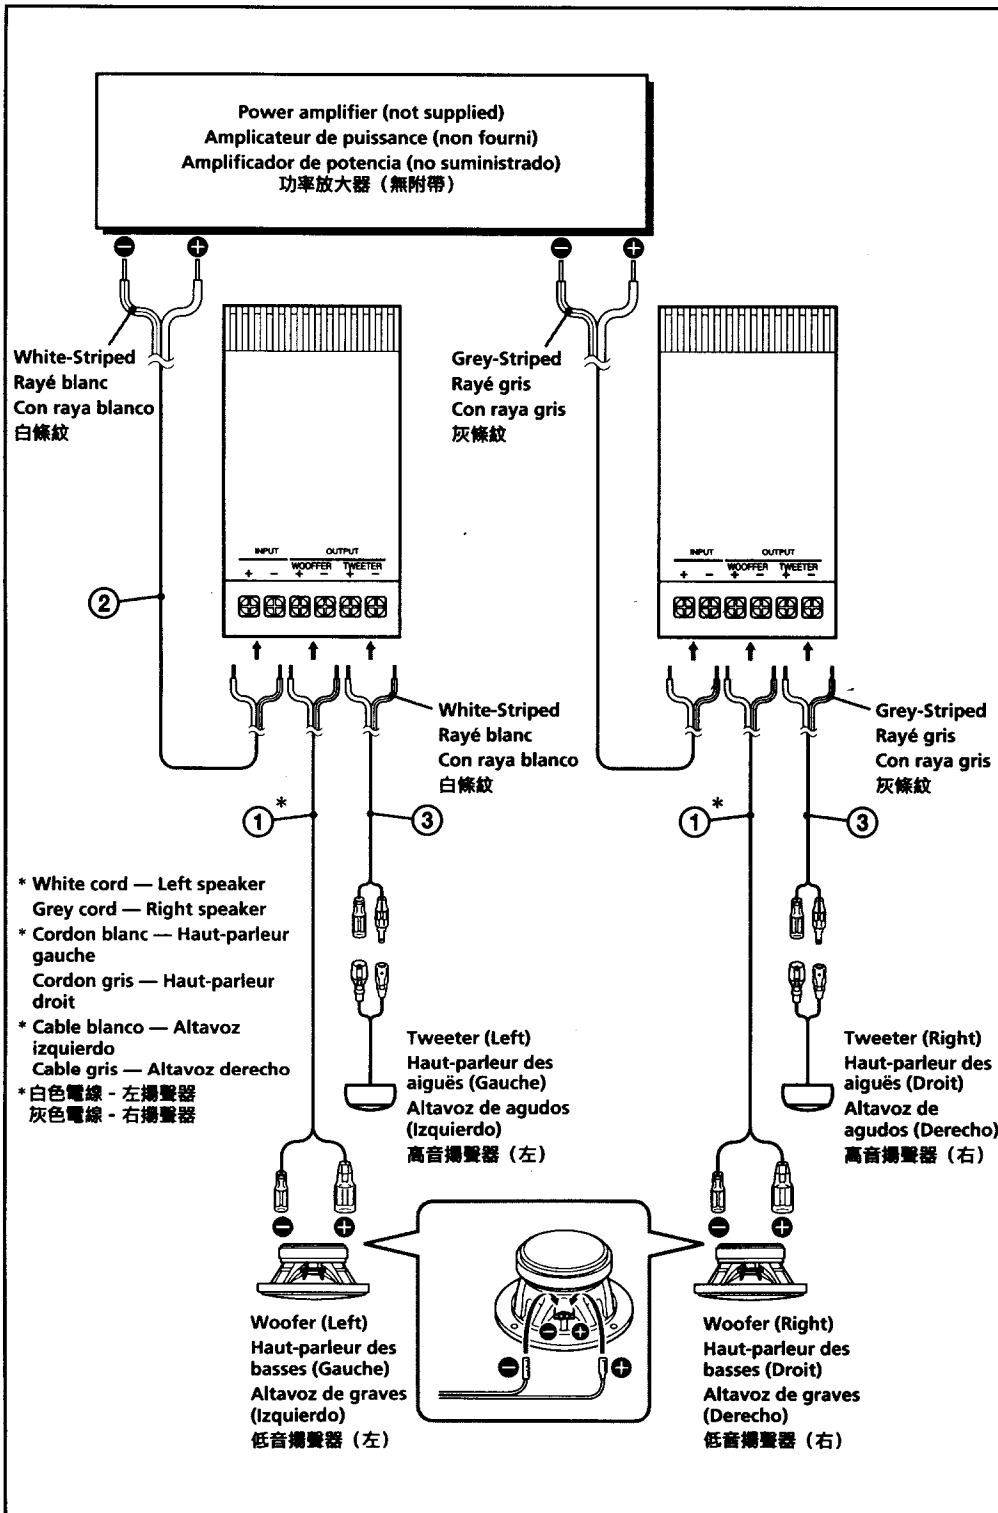 Power amplifier (not supplied)
Amplicateur de puissance (non fourni)
Amplificador de potencia (no suministrado)
功率放大器（無附帶）
− +
− +
White-Striped
Rayé blanc
Con raya blanco
白條紋
Grey-Striped
Rayé gris
Con raya gris
灰條紋
INPUT OUTPUT
WOOFFER TWEETER
+ − + − + −
INPUT OUTPUT
WOOFFER TWEETER
+ − + − + −
2
White-Striped
Rayé blanc
Con raya blanco
白條紋
Grey-Striped
Rayé gris
Con raya gris
灰條紋
1 *
3
1 *
3
* White cord — Left speaker
Grey cord — Right speaker
* Cordon blanc — Haut-parleur
gauche
Cordon gris — Haut-parleur
droit
* Cable blanco — Altavoz
izquierdo
Cable gris — Altavoz derecho
*白色電線 - 左揚聲器
灰色電線 - 右揚聲器
Tweeter (Left)
Haut-parleur des
aiguës (Gauche)
Altavoz de agudos
(Izquierdo)
高音揚聲器（左）
Tweeter (Right)
Haut-parleur des
aiguës (Droit)
Altavoz de
agudos (Derecho)
高音揚聲器（右）
− +
− +
− +
− +
Woofer (Left)
Haut-parleur des
basses (Gauche)
Altavoz de graves
(Izquierdo)
低音揚聲器（左）
Woofer (Right)
Haut-parleur des
basses (Droit)
Altavoz de graves
(Derecho)
低音揚聲器（右）